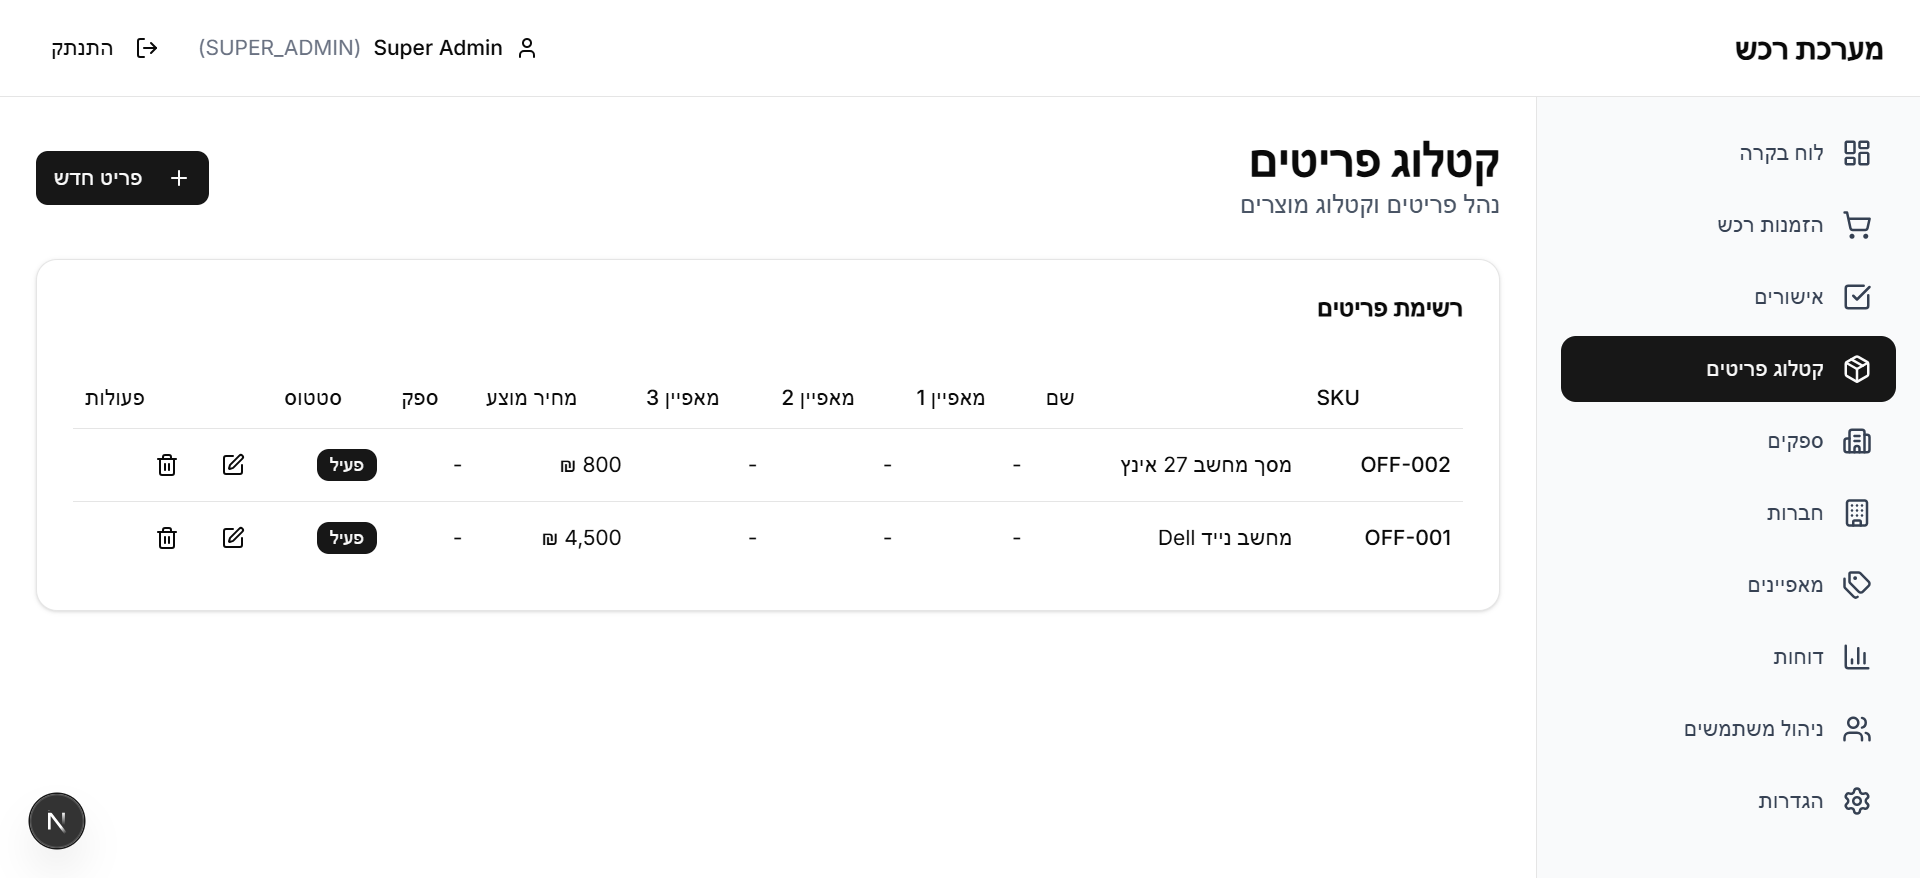 מערכת רכש
Super Admin (SUPER_ADMIN)
התנתק
לוח בקרה
הזמנות רכש
אישורים
קטלוג פריטים
ספקים
חברות
מאפיינים
דוחות
ניהול משתמשים
הגדרות
קטלוג פריטים
נהל פריטים וקטלוג מוצרים
פריט חדש
רשימת פריטים
SKU שם מאפיין 1 מאפיין 2 מאפיין 3 מחיר מוצע ספק סטטוס פעולות
OFF-002 מסך מחשב 27 אינץ - - - 800 ₪ - פעיל
OFF-001 מחשב נייד Dell - - - 4,500 ₪ - פעיל
N